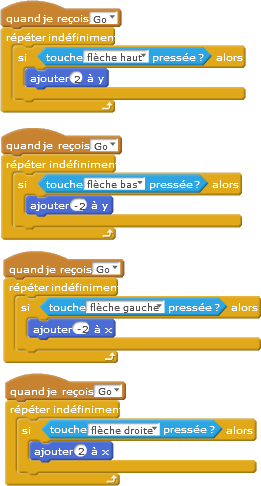 quand je reçois Go
répéter indéfiniment
si touche flèche haut pressée ? alors
ajouter 2 à y
quand je reçois Go
répéter indéfiniment
si touche flèche bas pressée ? alors
ajouter -2 à y
quand je reçois Go
répéter indéfiniment
si touche flèche gauche pressée ? alors
ajouter -2 à x
quand je reçois Go
répéter indéfiniment
si touche flèche droite pressée ? alors
ajouter 2 à x